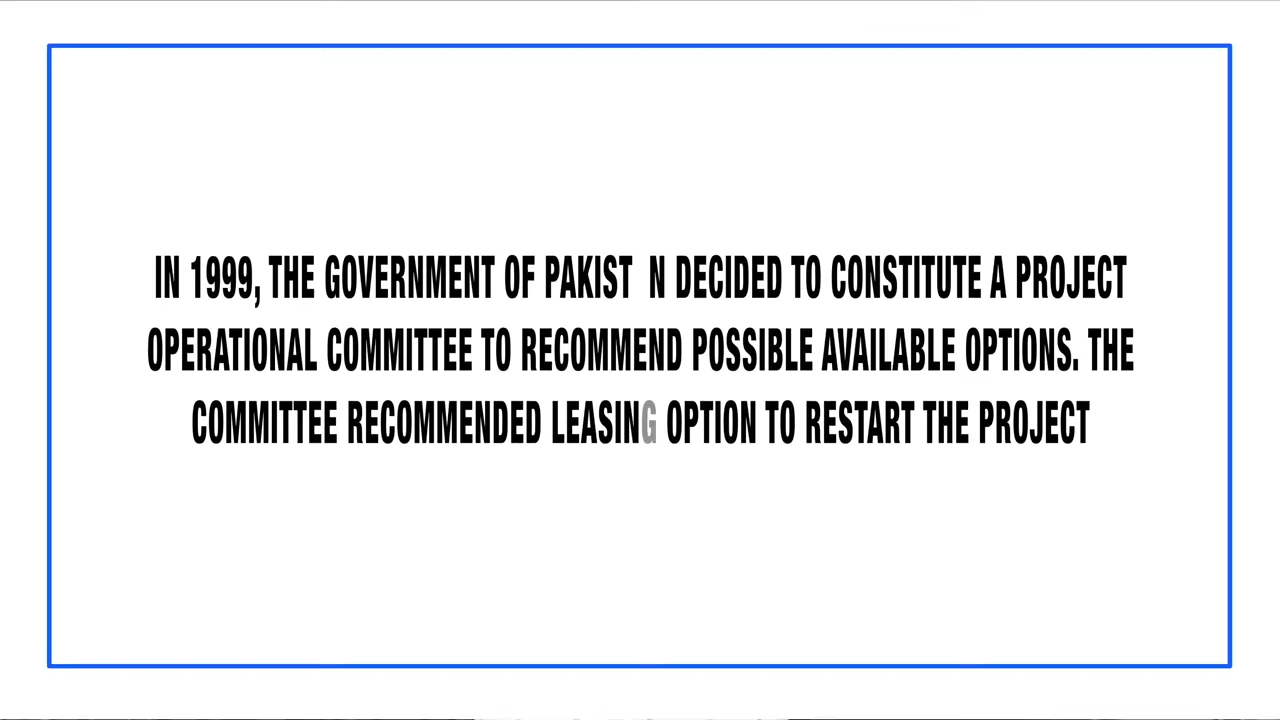 IN 1999, THE GOVERNMENT OF PAKIST N DECIDED TO CONSTITUTE A PROJECT
OPERATIONAL COMMITTEE TO RECOMMEND POSSIBLE AVAILABLE OPTIONS. THE
COMMITTEE RECOMMENDED LEASING OPTION TO RESTART THE PROJECT